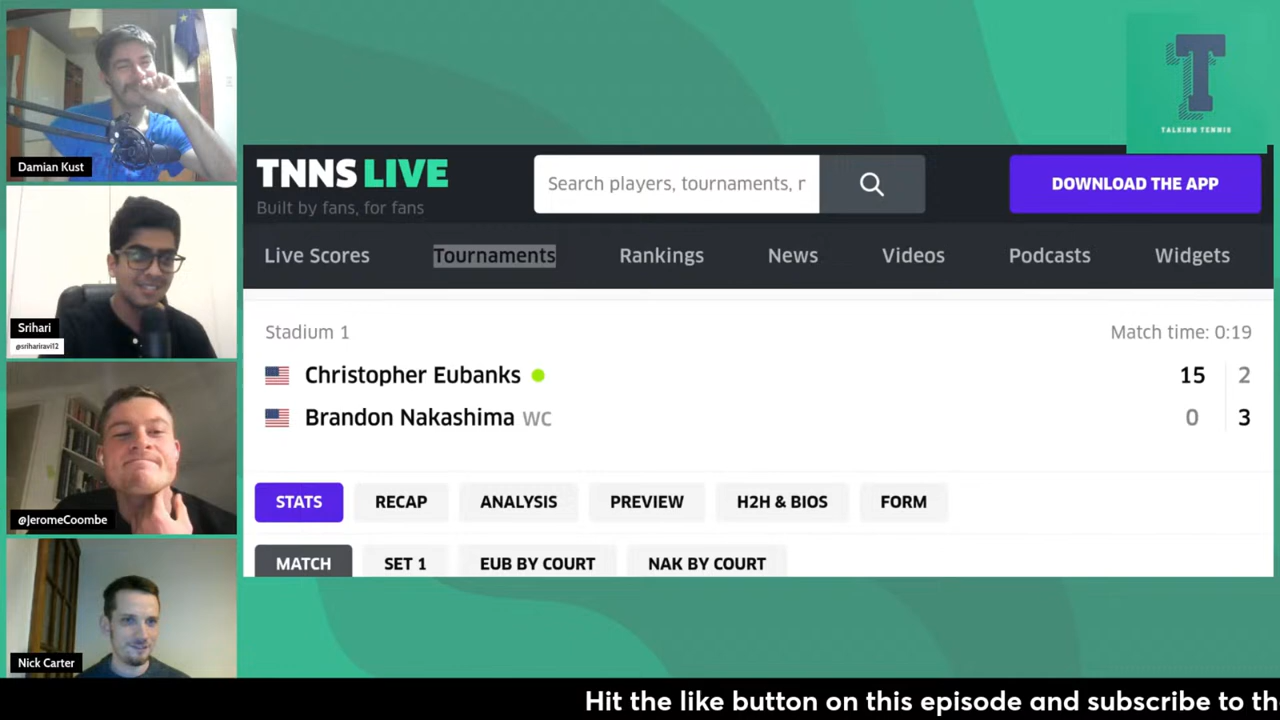 Damian Kust
Srihari
@srihariravi12
@JeromeCoombe
Nick Carter
T
TALKING TENNIS
TNNS LIVE
Built by fans, for fans
Search players, tournaments, r
DOWNLOAD THE APP
Live Scores Tournaments Rankings News Videos Podcasts Widgets
Stadium 1 Match time: 0:19
Christopher Eubanks 15 2
Brandon Nakashima WC 0 3
STATS RECAP ANALYSIS PREVIEW H2H & BIOS FORM
MATCH SET 1 EUB BY COURT NAK BY COURT
Hit the like button on this episode and subscribe to th